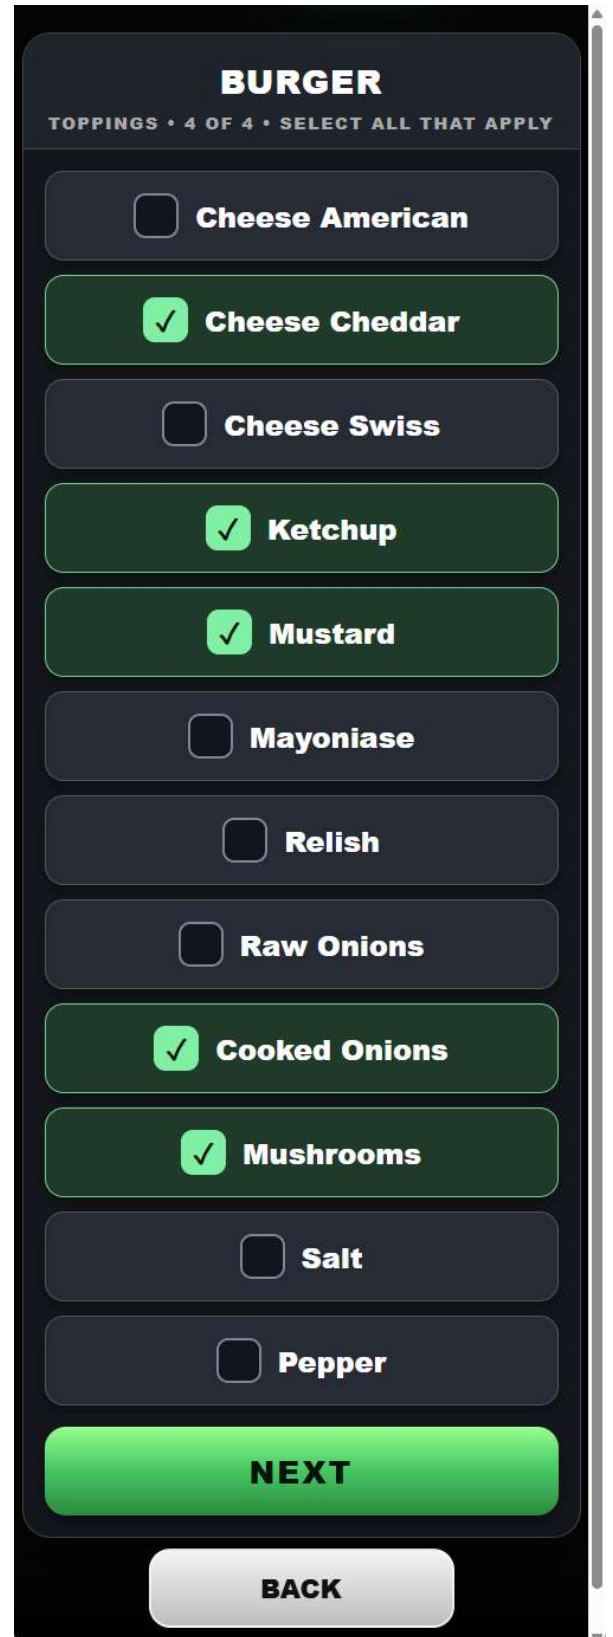 BURGER
TOPPINGS • 4 OF 4 • SELECT ALL THAT APPLY
Cheese American
✓ Cheese Cheddar
Cheese Swiss
✓ Ketchup
✓ Mustard
Mayoniase
Relish
Raw Onions
✓ Cooked Onions
✓ Mushrooms
Salt
Pepper
NEXT
BACK